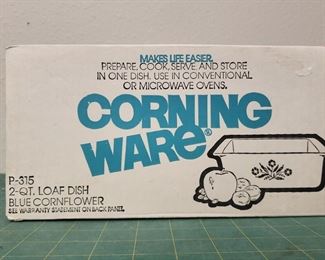 MAKES LIFE EASER.
PREPARE, COOK, SERVE, AND STORE
IN ONE DISH. USE IN CONVENTIONAL
OR MICROWAVE OVENS.
CORNING
WARE®
P-315
2-QT. LOAF DISH
BLUE CORNFLOWER
SEE WARRANTY STATEMENT ON BACK PANEL